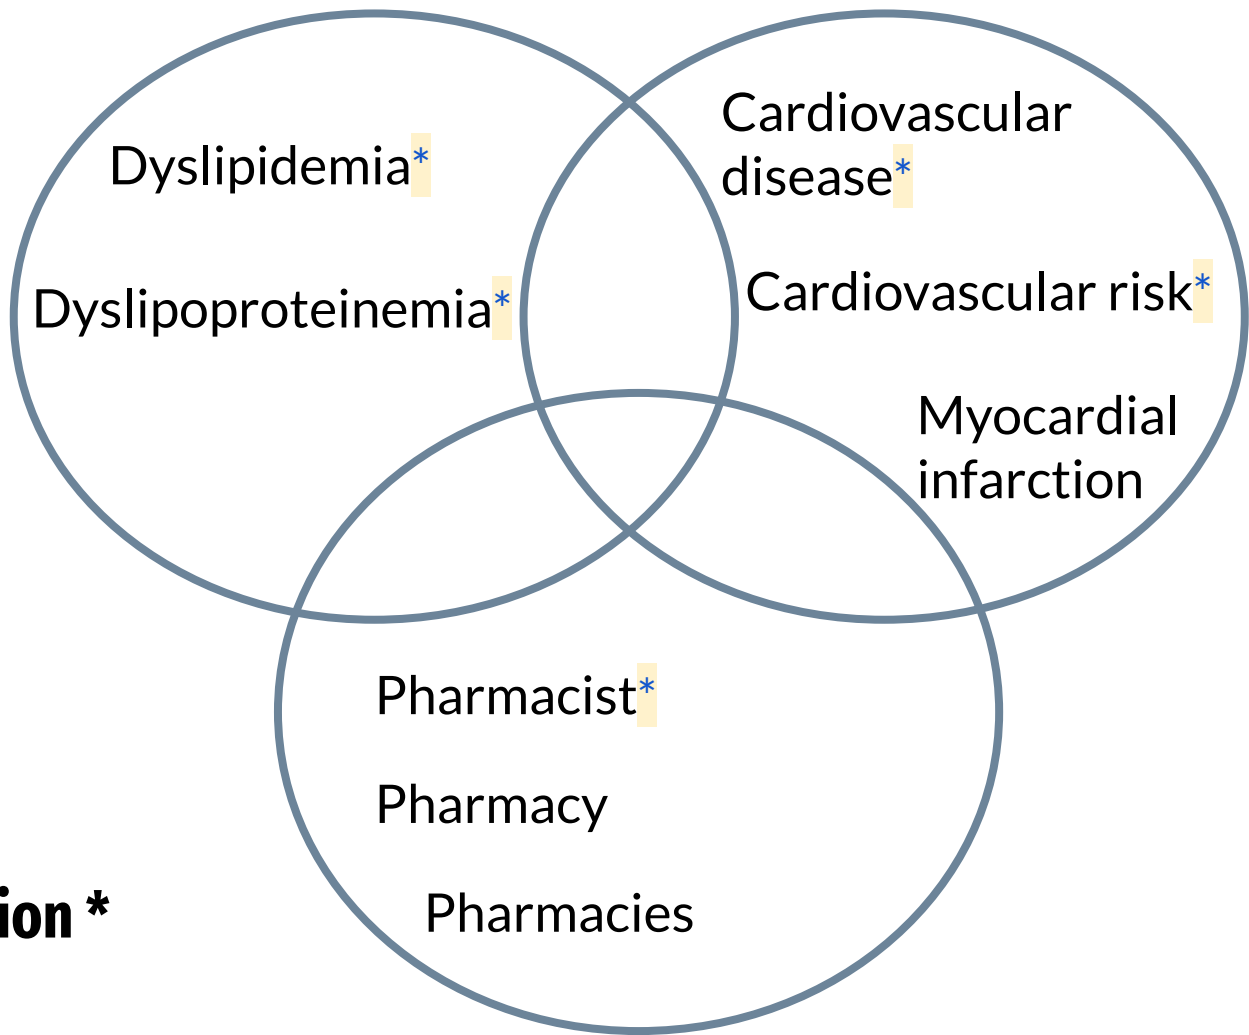 Dyslipidemia*
Dyslipoproteinemia*
Cardiovascular
disease*
Cardiovascular risk*
Myocardial
infarction
Pharmacist*
Pharmacy
Pharmacies
ion *